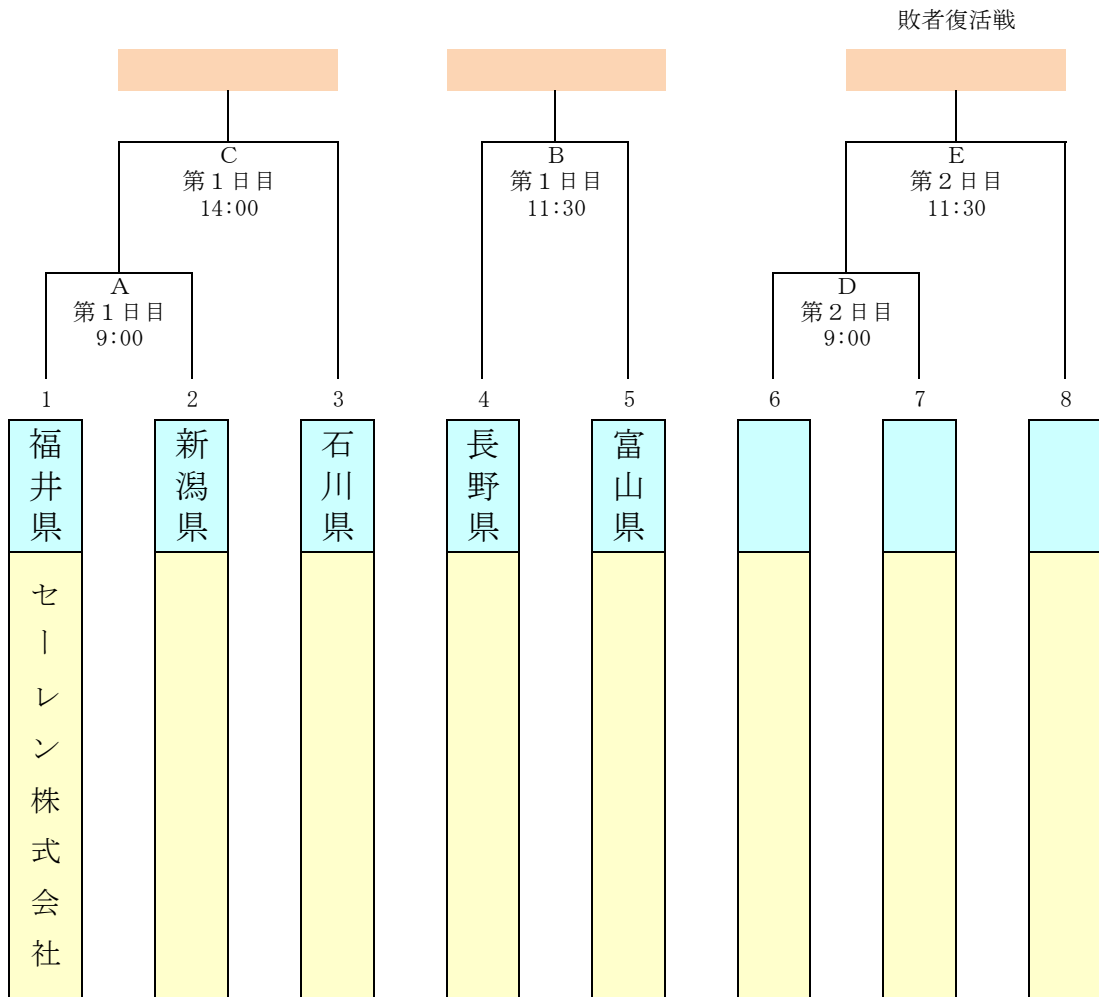 敗者復活戦
C
第１日目
14:00
B
第１日目
11:30
E
第２日目
11:30
A
第１日目
9:00
D
第２日目
9:00
1
2
3
4
5
6
7
8
福井県
新潟県
石川県
長野県
富山県
セーレン株式会社